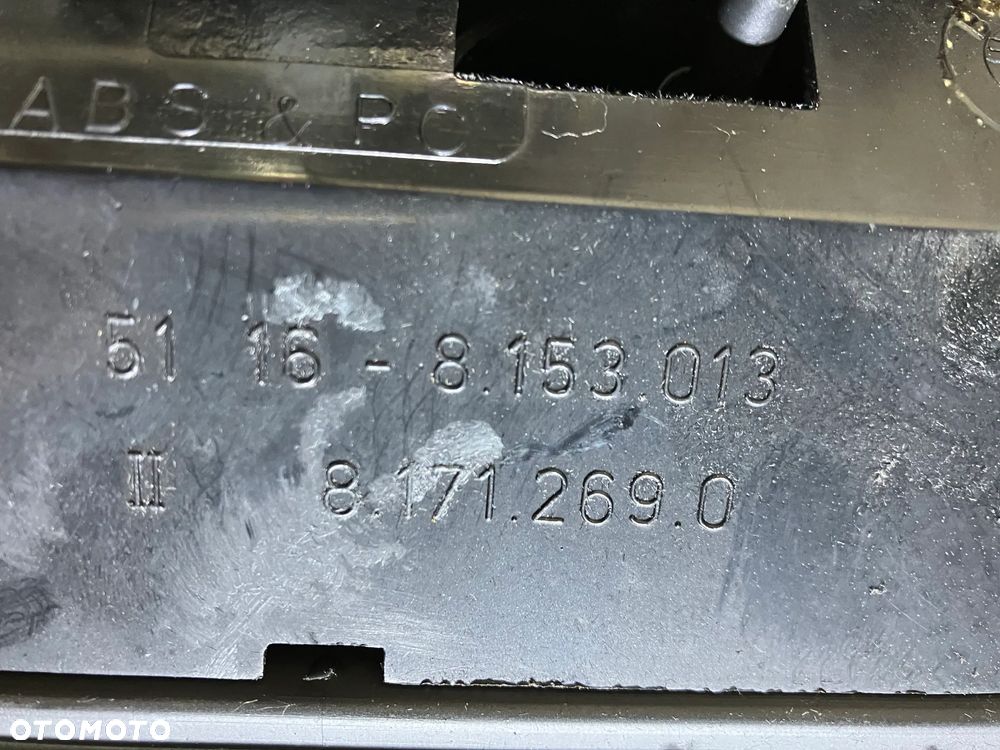 ABS & PC
51 16 - 8.153.013
II 8.171.269.0
OTOMOTO